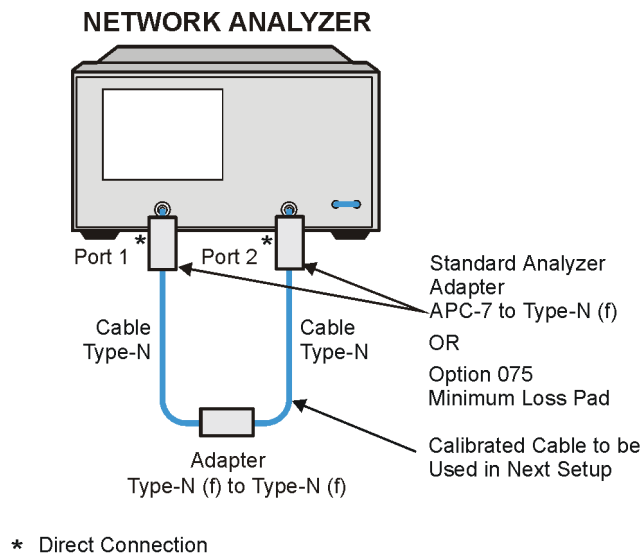 NETWORK ANALYZER
*
*
Port 1
Port 2
Standard Analyzer
Adapter
APC-7 to Type-N (f)
OR
Option 075
Minimum Loss Pad
Cable
Type-N
Cable
Type-N
Calibrated Cable to be
Used in Next Setup
Adapter
Type-N (f) to Type-N (f)
* Direct Connection